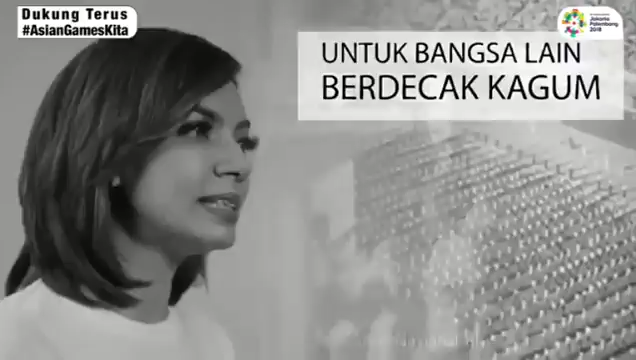 Dukung Terus
#AsianGamesKita
Jakarta
Palembang
2018
UNTUK BANGSA LAIN
BERDECAK KAGUM